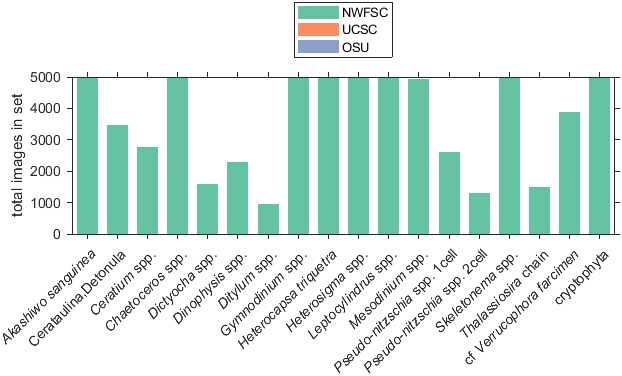 NWFSC
UCSC
OSU
total images in set
5000
4000
3000
2000
1000
0
Akashiwo sanguinea
Cerataulina,Detonula
Ceratium spp.
Chaetoceros spp.
Dictyocha spp.
Dinophysis spp.
Ditylum spp.
Gymnodinium spp.
Heterocapsa triquetra
Heterosigma spp.
Leptocylindrus spp.
Mesodinium spp.
Pseudo-nitzschia spp. 1cell
Pseudo-nitzschia spp. 2cell
Skeletonema spp.
Thalassiosira chain
cf Verrucophora farcimen
cryptophyta